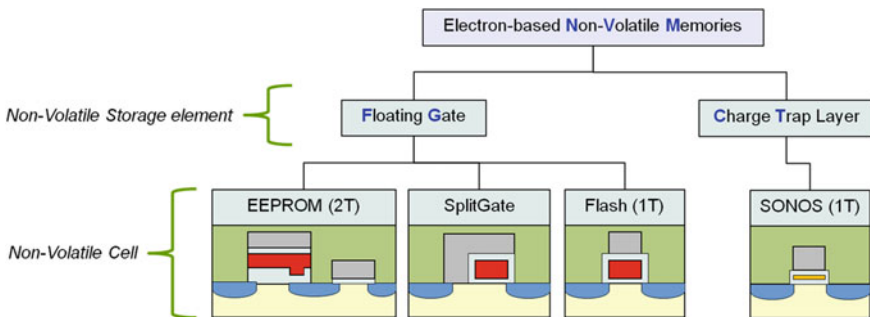 Electron-based Non-Volatile Memories
Non-Volatile Storage element
Floating Gate
Charge Trap Layer
EEPROM (2T)
SplitGate
Flash (1T)
SONOS (1T)
Non-Volatile Cell